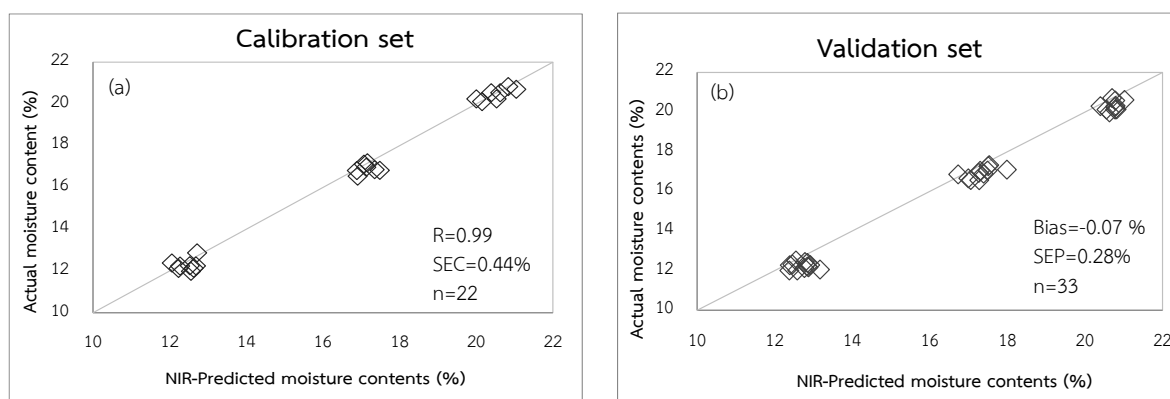 Calibration set
(a)
Actual moisture content (%)
22
20
18
16
14
12
10
R=0.99
SEC=0.44%
n=22
10 12 14 16 18 20 22
NIR-Predicted moisture contents (%)
Validation set
(b)
Actual moisture contents (%)
22
20
18
16
14
12
10
Bias=-0.07 %
SEP=0.28%
n=33
10 12 14 16 18 20 22
NIR-Predicted moisture contents (%)